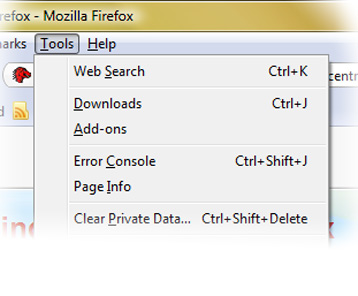 refox - Mozilla Firefox
arks Tools Help
Web Search Ctrl+K
centr
Downloads Ctrl+J
Add-ons
Error Console Ctrl+Shift+J
Page Info
Clear Private Data... Ctrl+Shift+Delete